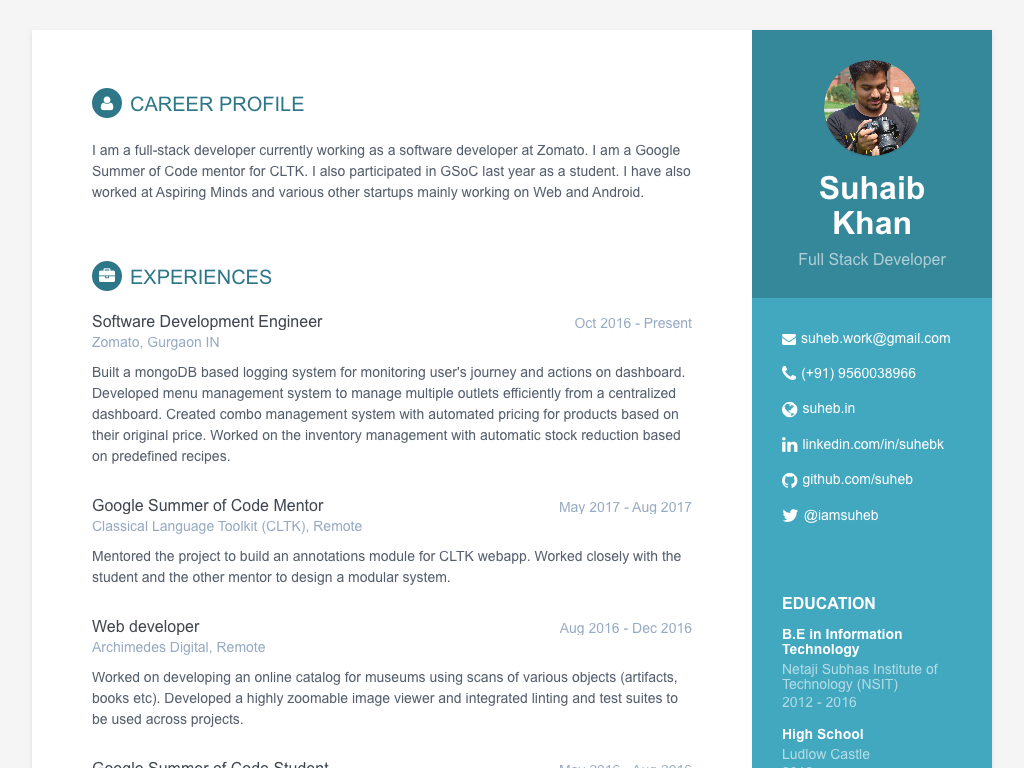 CAREER PROFILE
I am a full-stack developer currently working as a software developer at Zomato. I am a Google
Summer of Code mentor for CLTK. I also participated in GSoC last year as a student. I have also
worked at Aspiring Minds and various other startups mainly working on Web and Android.
EXPERIENCES
Software Development Engineer
Oct 2016 - Present
Zomato, Gurgaon IN
Built a mongoDB based logging system for monitoring user's journey and actions on dashboard.
Developed menu management system to manage multiple outlets efficiently from a centralized
dashboard. Created combo management system with automated pricing for products based on
their original price. Worked on the inventory management with automatic stock reduction based
on predefined recipes.
Google Summer of Code Mentor
May 2017 - Aug 2017
Classical Language Toolkit (CLTK), Remote
Mentored the project to build an annotations module for CLTK webapp. Worked closely with the
student and the other mentor to design a modular system.
Web developer
Aug 2016 - Dec 2016
Archimedes Digital, Remote
Worked on developing an online catalog for museums using scans of various objects (artifacts,
books etc). Developed a highly zoomable image viewer and integrated linting and test suites to
be used across projects.
Google Summer of Code Student
May 2016 - Aug 2016
Suhaib
Khan
Full Stack Developer
suheb.work@gmail.com
(+91) 9560038966
suheb.in
linkedin.com/in/suhebk
github.com/suheb
@iamsuheb
EDUCATION
B.E in Information
Technology
Netaji Subhas Institute of
Technology (NSIT)
2012 - 2016
High School
Ludlow Castle